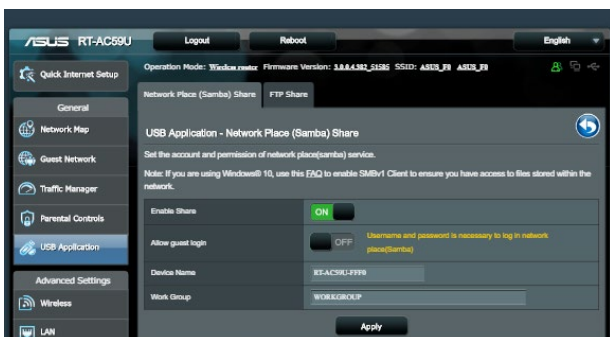 ASUS RT-AC59U
Logout
Reboot
English
Quick Internet Setup
Operation Mode: Wireless router Firmware Version: 3.0.0.4.382_51585 SSID: ASUS_F0 ASUS_F0
Network Place (Samba) Share
FTP Share
General
Network Map
Guest Network
Traffic Manager
Parental Controls
USB Application
Advanced Settings
Wireless
LAN
USB Application - Network Place (Samba) Share
Set the account and permission of network place(samba) service.
Note: If you are using Windows® 10, use this FAQ to enable SMBv1 Client to ensure you have access to files stored within the
network.
Enable Share
ON
Allow guest login
OFF
Username and password is necessary to log in network
place(Samba)
Device Name
RT-AC59U-FFF0
Work Group
WORKGROUP
Apply